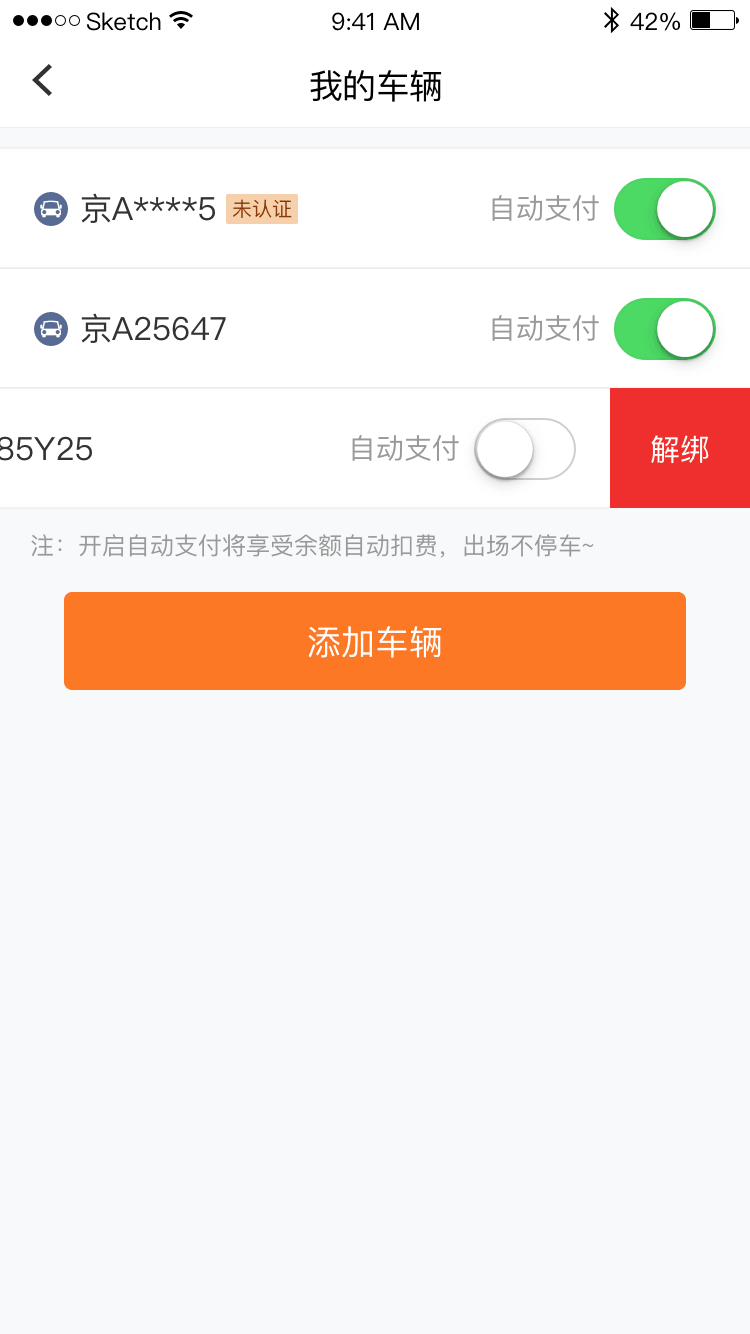 Sketch 9:41 AM 42%
我的车辆
京A****5 未认证 自动支付
京A25647 自动支付
85Y25 自动支付 解绑
注：开启自动支付将享受余额自动扣费，出场不停车~
添加车辆